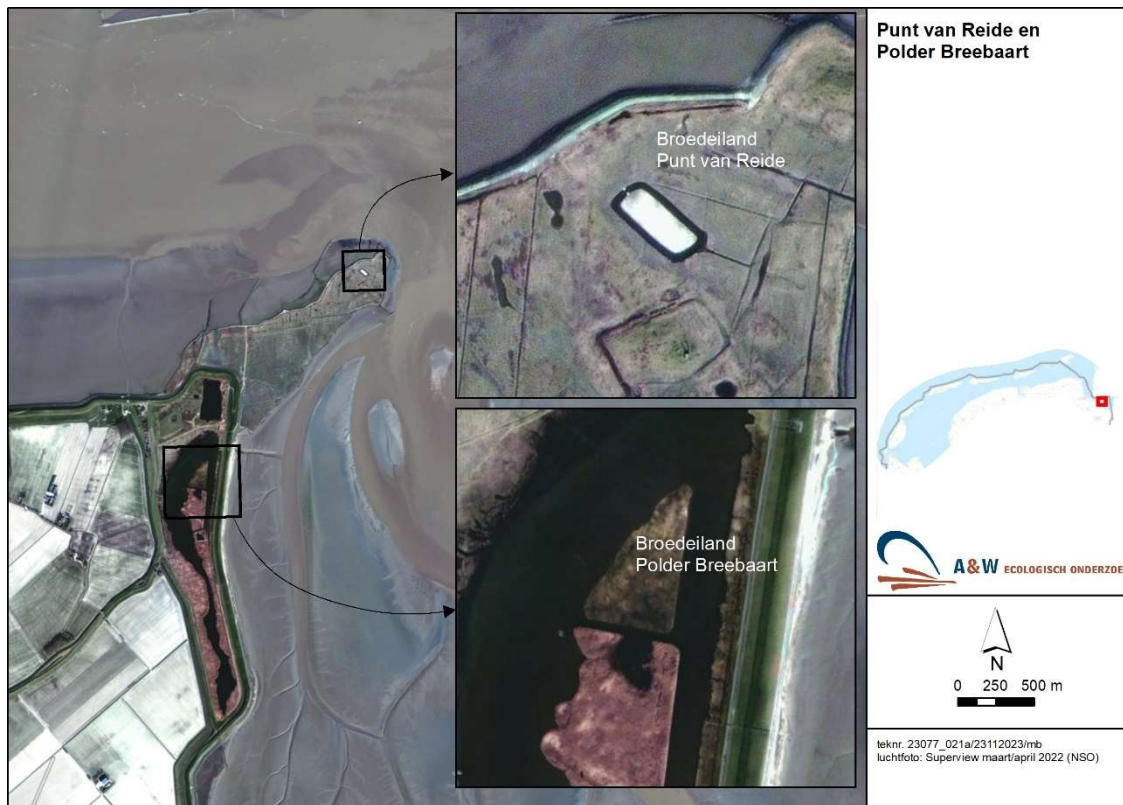 Punt van Reide en
Polder Breebaart
Broedeiland
Punt van Reide
Broedeiland
Polder Breebaart
A&W ECOLOGISCH ONDERZOE
N
0 250 500 m
teknr. 23077_021a/23112023/mb
luchtfoto: Superview maart/april 2022 (NSO)